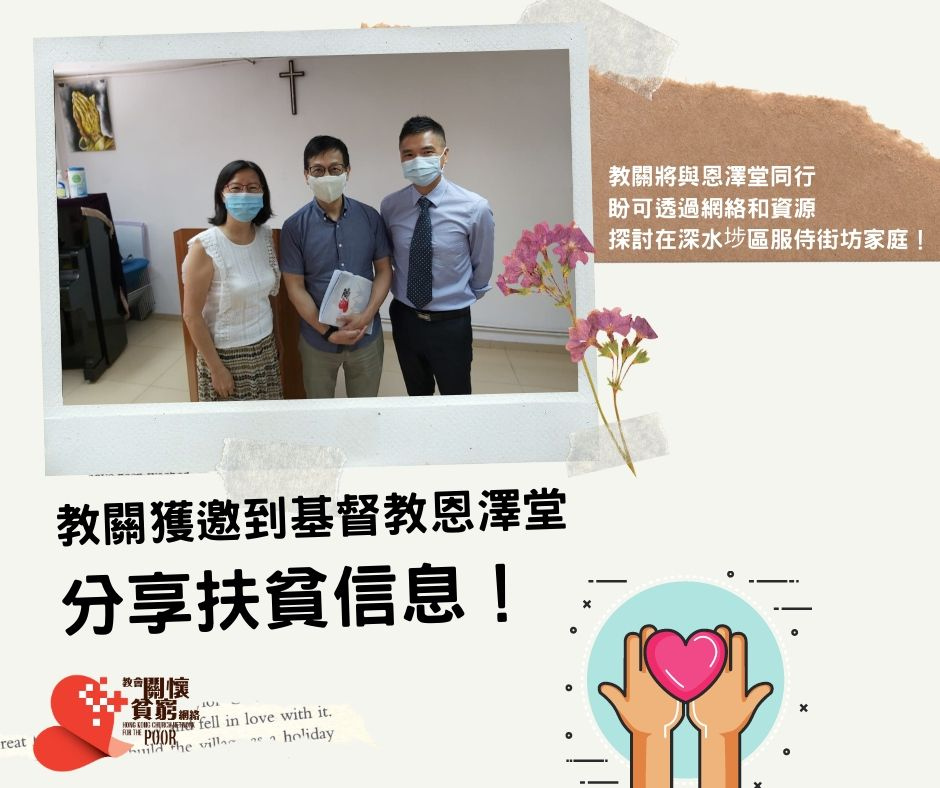 教關將與恩澤堂同行
盼可透過網絡和資源
探討在深水埗區服侍街坊家庭！
教關獲邀到基督教恩澤堂
分享扶貧信息！
教會關懷
貧窮網絡
HONG KONG CHURCH NETWORK
FOR THE POOR
fell in love with it.
reat
build the village as a holiday